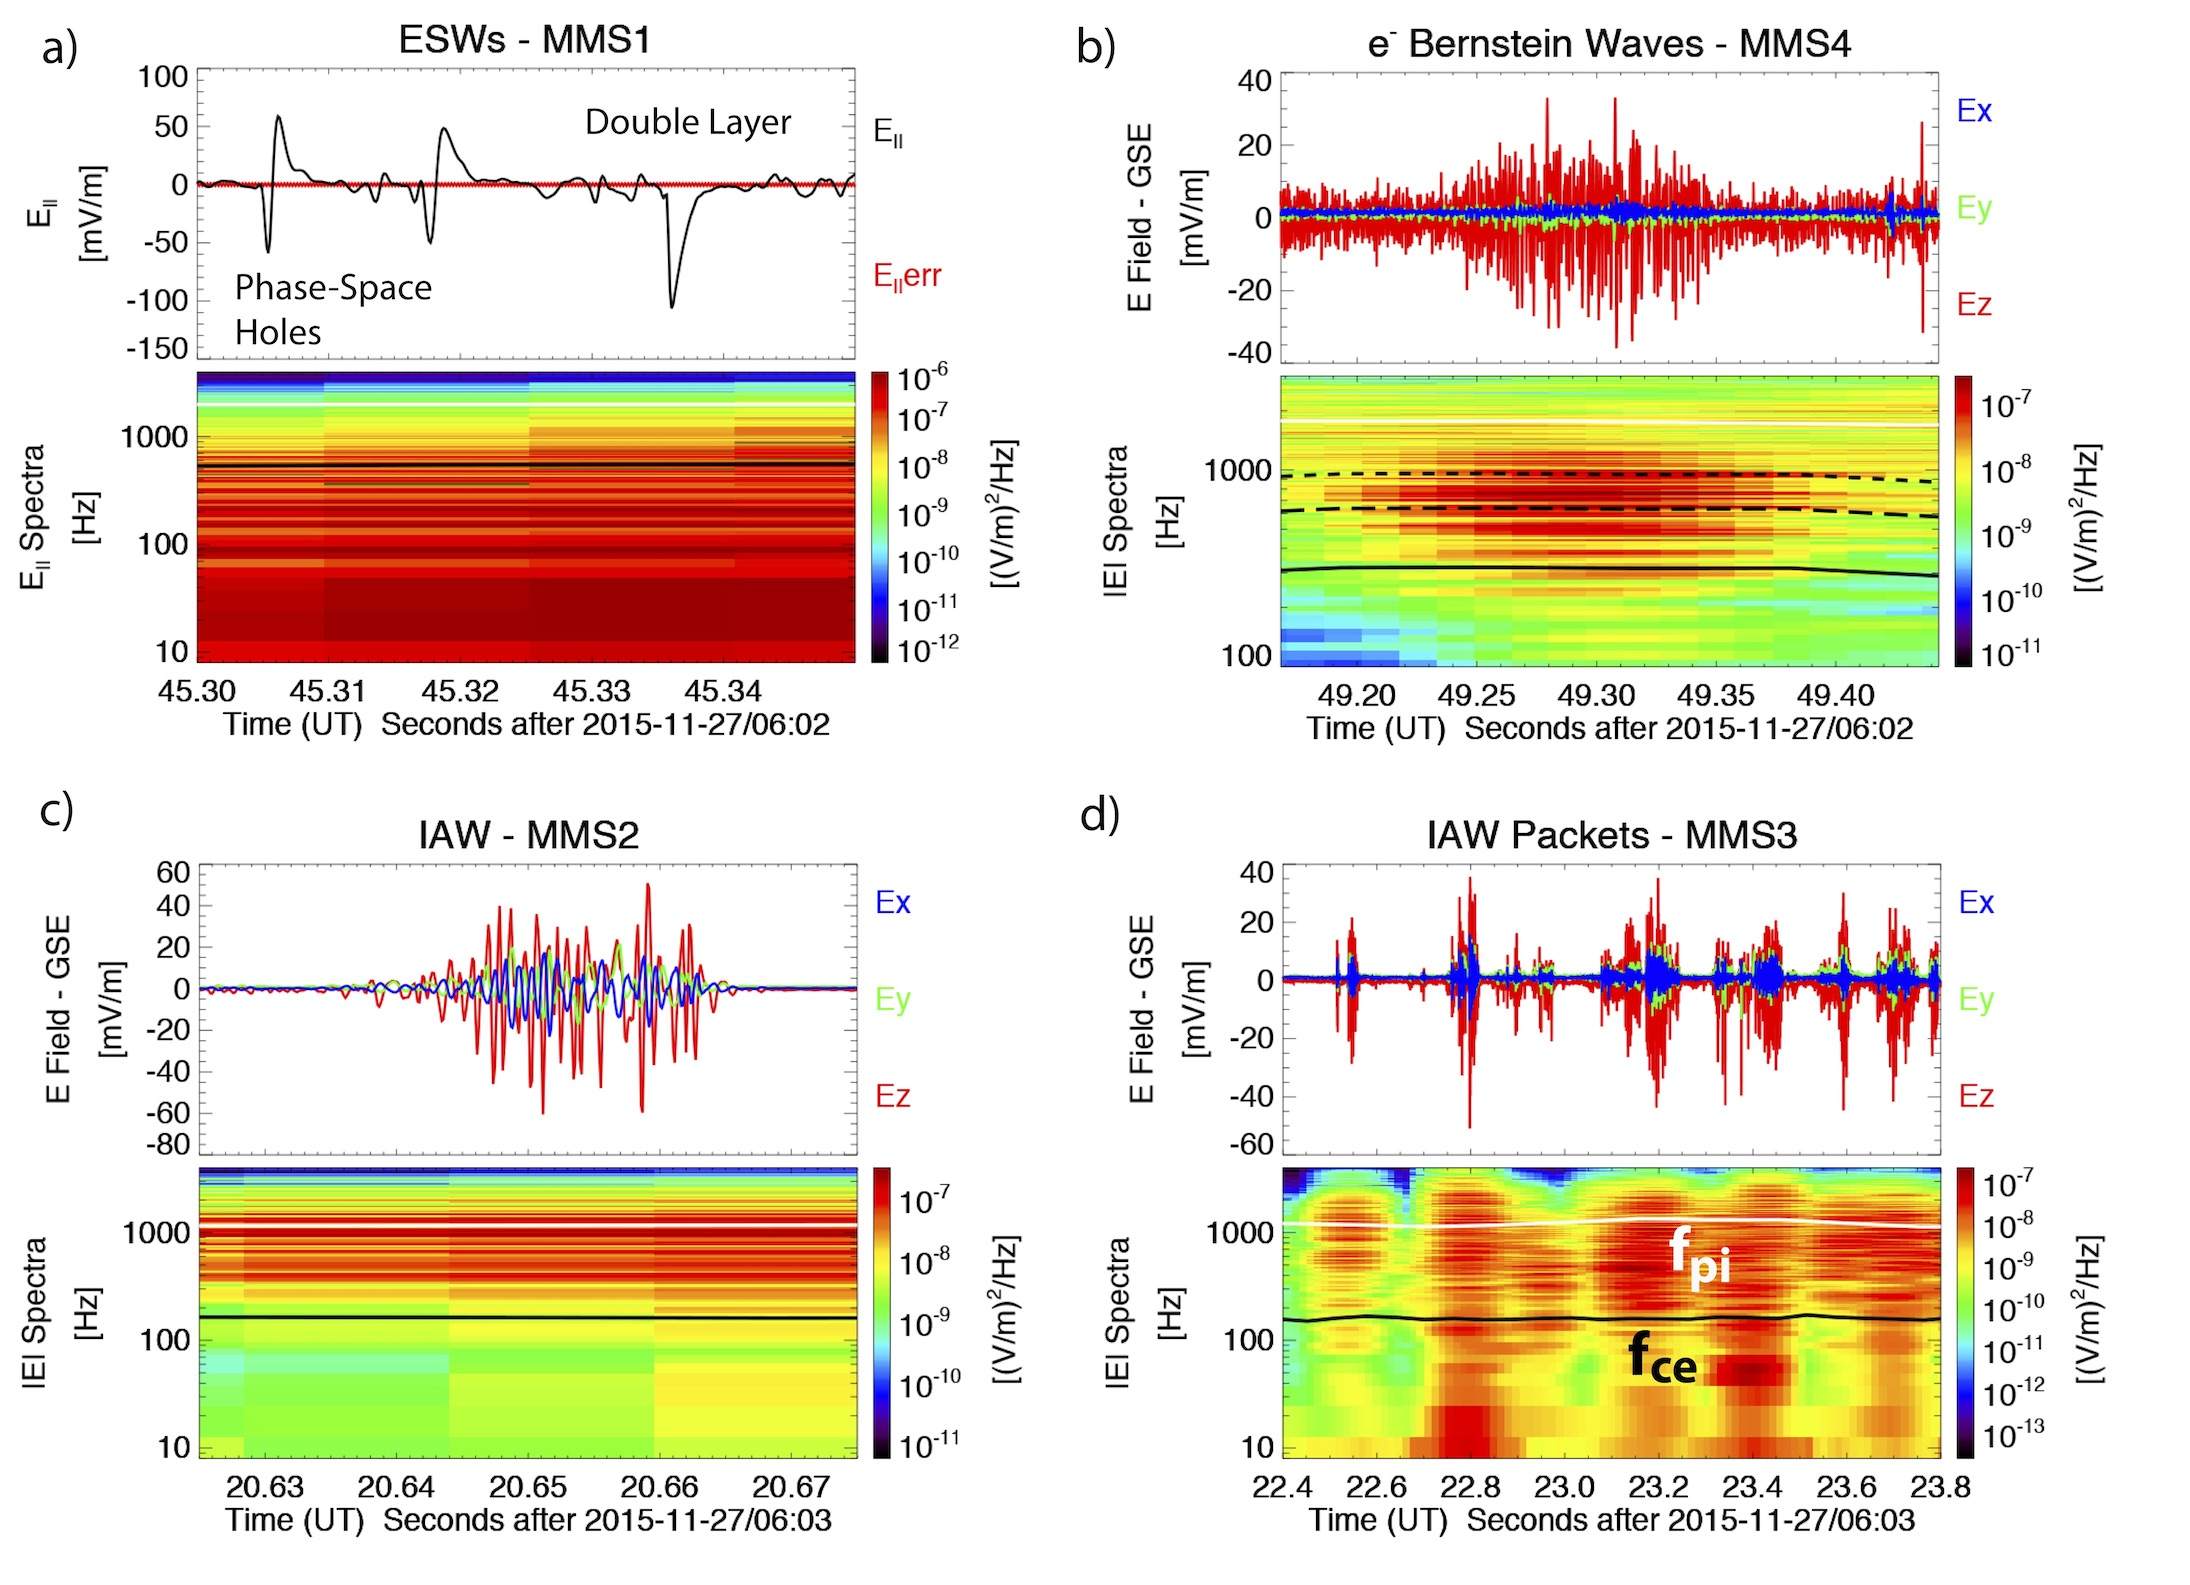 a)
ESWs - MMS1
100
50
0
-50
-100
-150
E||
[mV/m]
Double Layer
Phase-Space
Holes
E||
E||err
1000
100
10
E|| Spectra
[Hz]
10-6
10-7
10-8
10-9
10-10
10-11
10-12
[(V/m)2/Hz]
45.30 45.31 45.32 45.33 45.34
Time (UT) Seconds after 2015-11-27/06:02
b)
e- Bernstein Waves - MMS4
40
20
0
-20
-40
E Field - GSE
[mV/m]
Ex
Ey
Ez
1000
100
|E| Spectra
[Hz]
10-7
10-8
10-9
10-10
10-11
[(V/m)2/Hz]
49.20 49.25 49.30 49.35 49.40
Time (UT) Seconds after 2015-11-27/06:02
c)
IAW - MMS2
60
40
20
0
-20
-40
-60
-80
E Field - GSE
[mV/m]
Ex
Ey
Ez
1000
100
10
|E| Spectra
[Hz]
10-7
10-8
10-9
10-10
10-11
[(V/m)2/Hz]
20.63 20.64 20.65 20.66 20.67
Time (UT) Seconds after 2015-11-27/06:03
d)
IAW Packets - MMS3
40
20
0
-20
-40
-60
E Field - GSE
[mV/m]
Ex
Ey
Ez
1000
100
10
|E| Spectra
[Hz]
fpi
fce
10-7
10-8
10-9
10-10
10-11
10-12
10-13
[(V/m)2/Hz]
22.4 22.6 22.8 23.0 23.2 23.4 23.6 23.8
Time (UT) Seconds after 2015-11-27/06:03